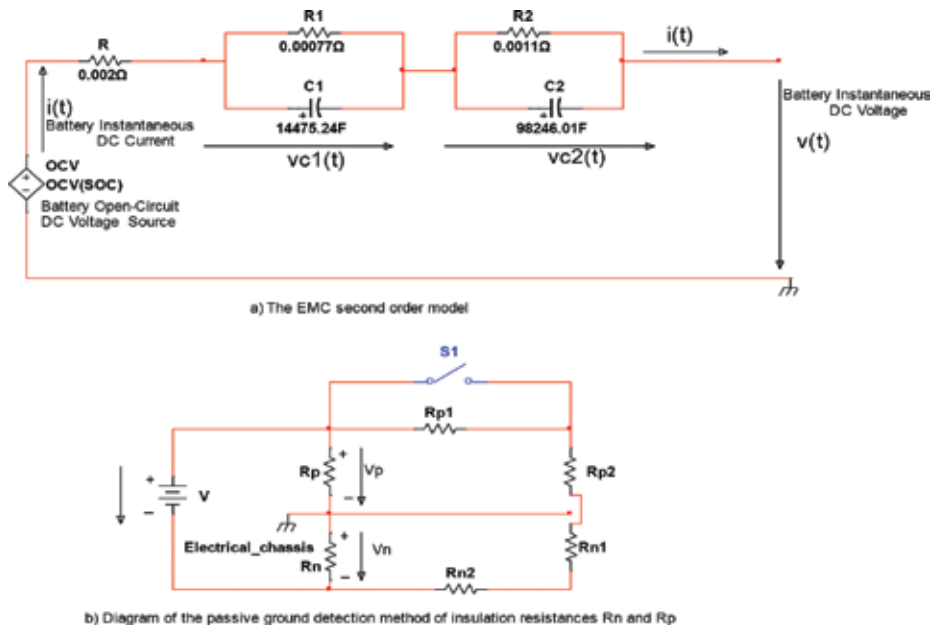 R1
R2
i(t)
R
0.00077Ω
0.0011Ω
0.002Ω
C1
C2
i(t)
Battery Instantaneous
DC Current
+
14475.24F
+
98246.01F
Battery Instantaneous
DC Voltage
vc1(t)
vc2(t)
v(t)
OCV
OCV(SOC)
Battery Open-Circuit
DC Voltage Source
+
−
a) The EMC second order model
S1
Rp1
Rp
+
Vp
−
Rp2
+
V
−
Electrical_chassis
Rn
+
Vn
−
Rn1
Rn2
b) Diagram of the passive ground detection method of insulation resistances Rn and Rp